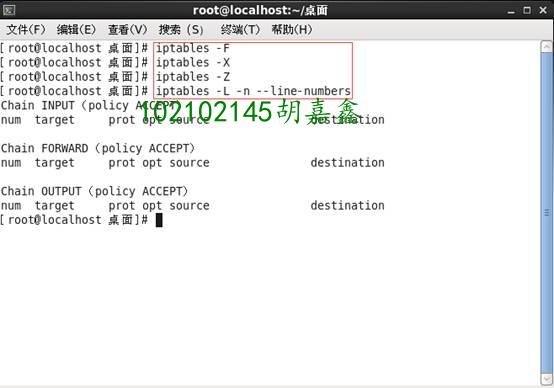 root@localhost:~/桌面
文件(F) 编辑(E) 查看(V) 搜索 (S) 终端(T) 帮助(H)
[root@localhost 桌面]# iptables -F
[root@localhost 桌面]# iptables -X
[root@localhost 桌面]# iptables -Z
[root@localhost 桌面]# iptables -L -n --line-numbers
Chain INPUT (policy ACCEPT)
102102145胡嘉鑫
num target prot opt source destination
Chain FORWARD (policy ACCEPT)
num target prot opt source destination
Chain OUTPUT (policy ACCEPT)
num target prot opt source destination
[root@localhost 桌面]#